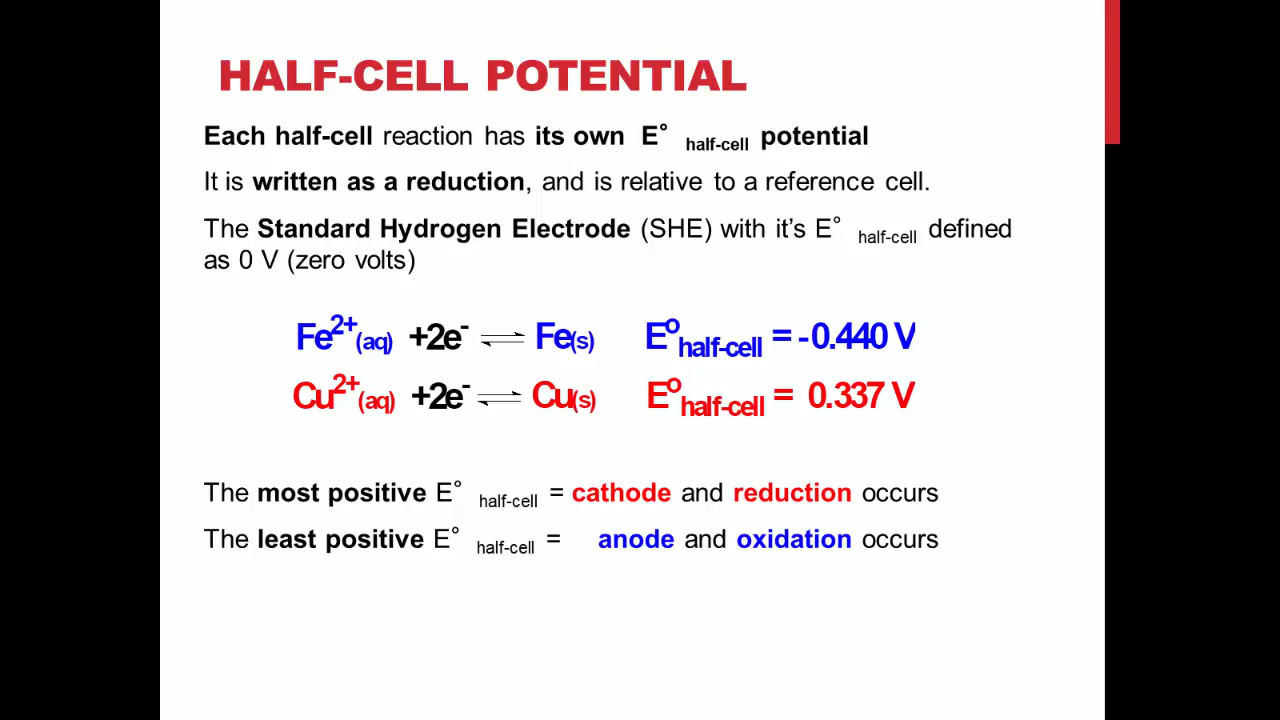 HALF-CELL POTENTIAL
Each half-cell reaction has its own E° half-cell potential
It is written as a reduction, and is relative to a reference cell.
The Standard Hydrogen Electrode (SHE) with it’s E° half-cell defined
as 0 V (zero volts)
Fe2+(aq) +2e- ⇌ Fe(s) Eohalf-cell = -0.440 V
Cu2+(aq) +2e- ⇌ Cu(s) Eohalf-cell = 0.337 V
The most positive E° half-cell = cathode and reduction occurs
The least positive E° half-cell = anode and oxidation occurs